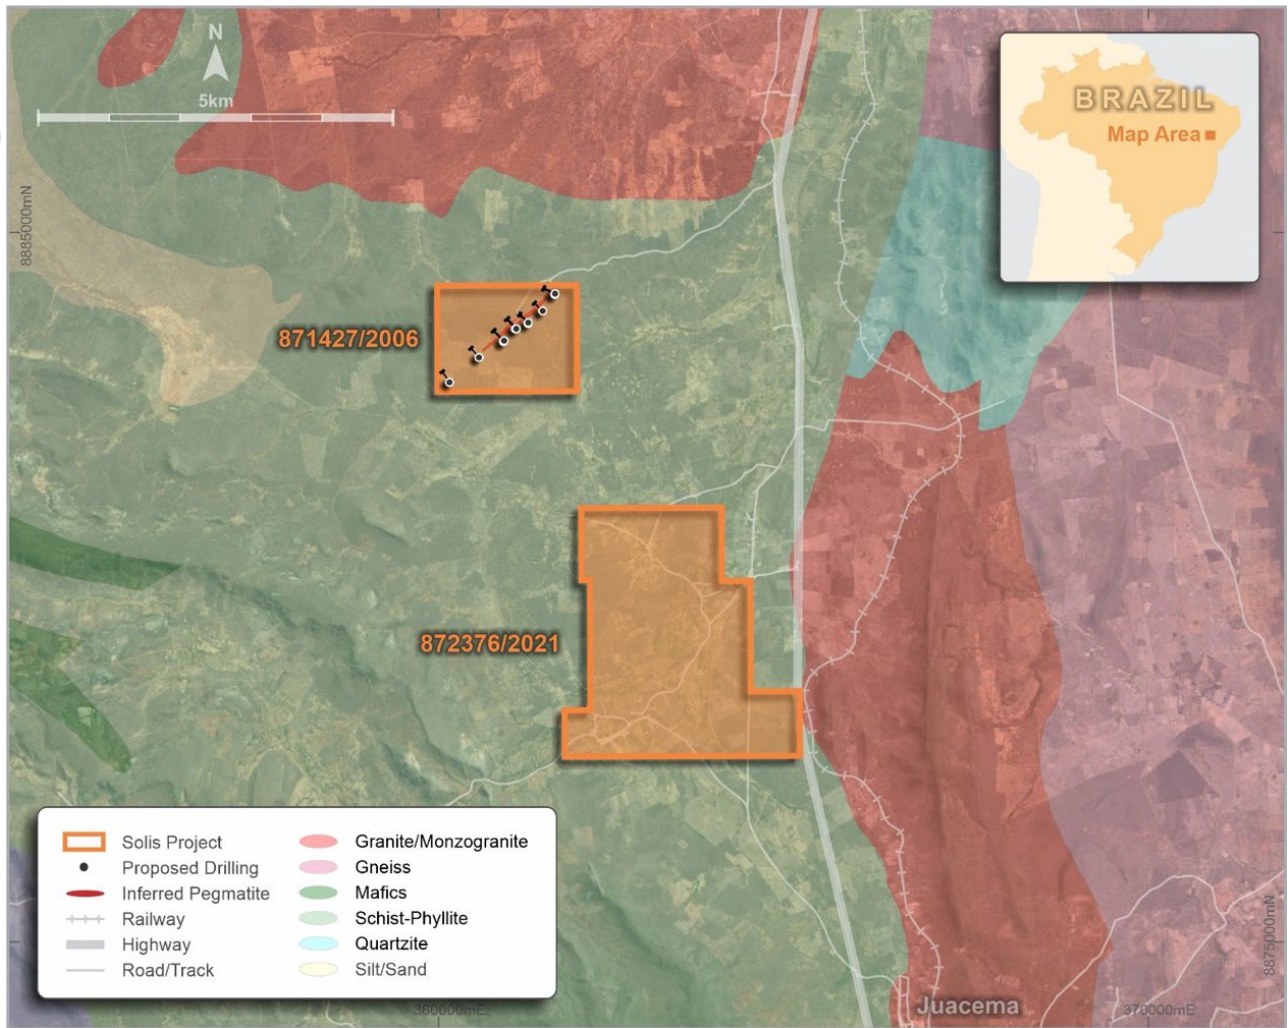 N
5km
BRAZIL
Map Area
8885000mN
871427/2006
872376/2021
Solis Project
Proposed Drilling
Inferred Pegmatite
Railway
Highway
Road/Track
Granite/Monzogranite
Gneiss
Mafics
Schist-Phyllite
Quartzite
Silt/Sand
8875000mN
360000mE
Juacema
370000mE